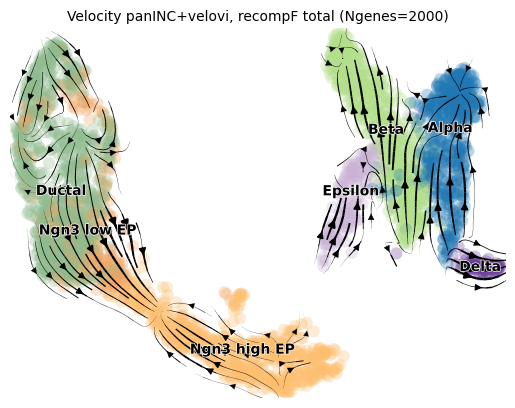 Velocity panINC+velovi, recompF total (Ngenes=2000)
Beta
Alpha
Ductal
Epsilon
Ngn3 low EP
Delta
Ngn3 high EP